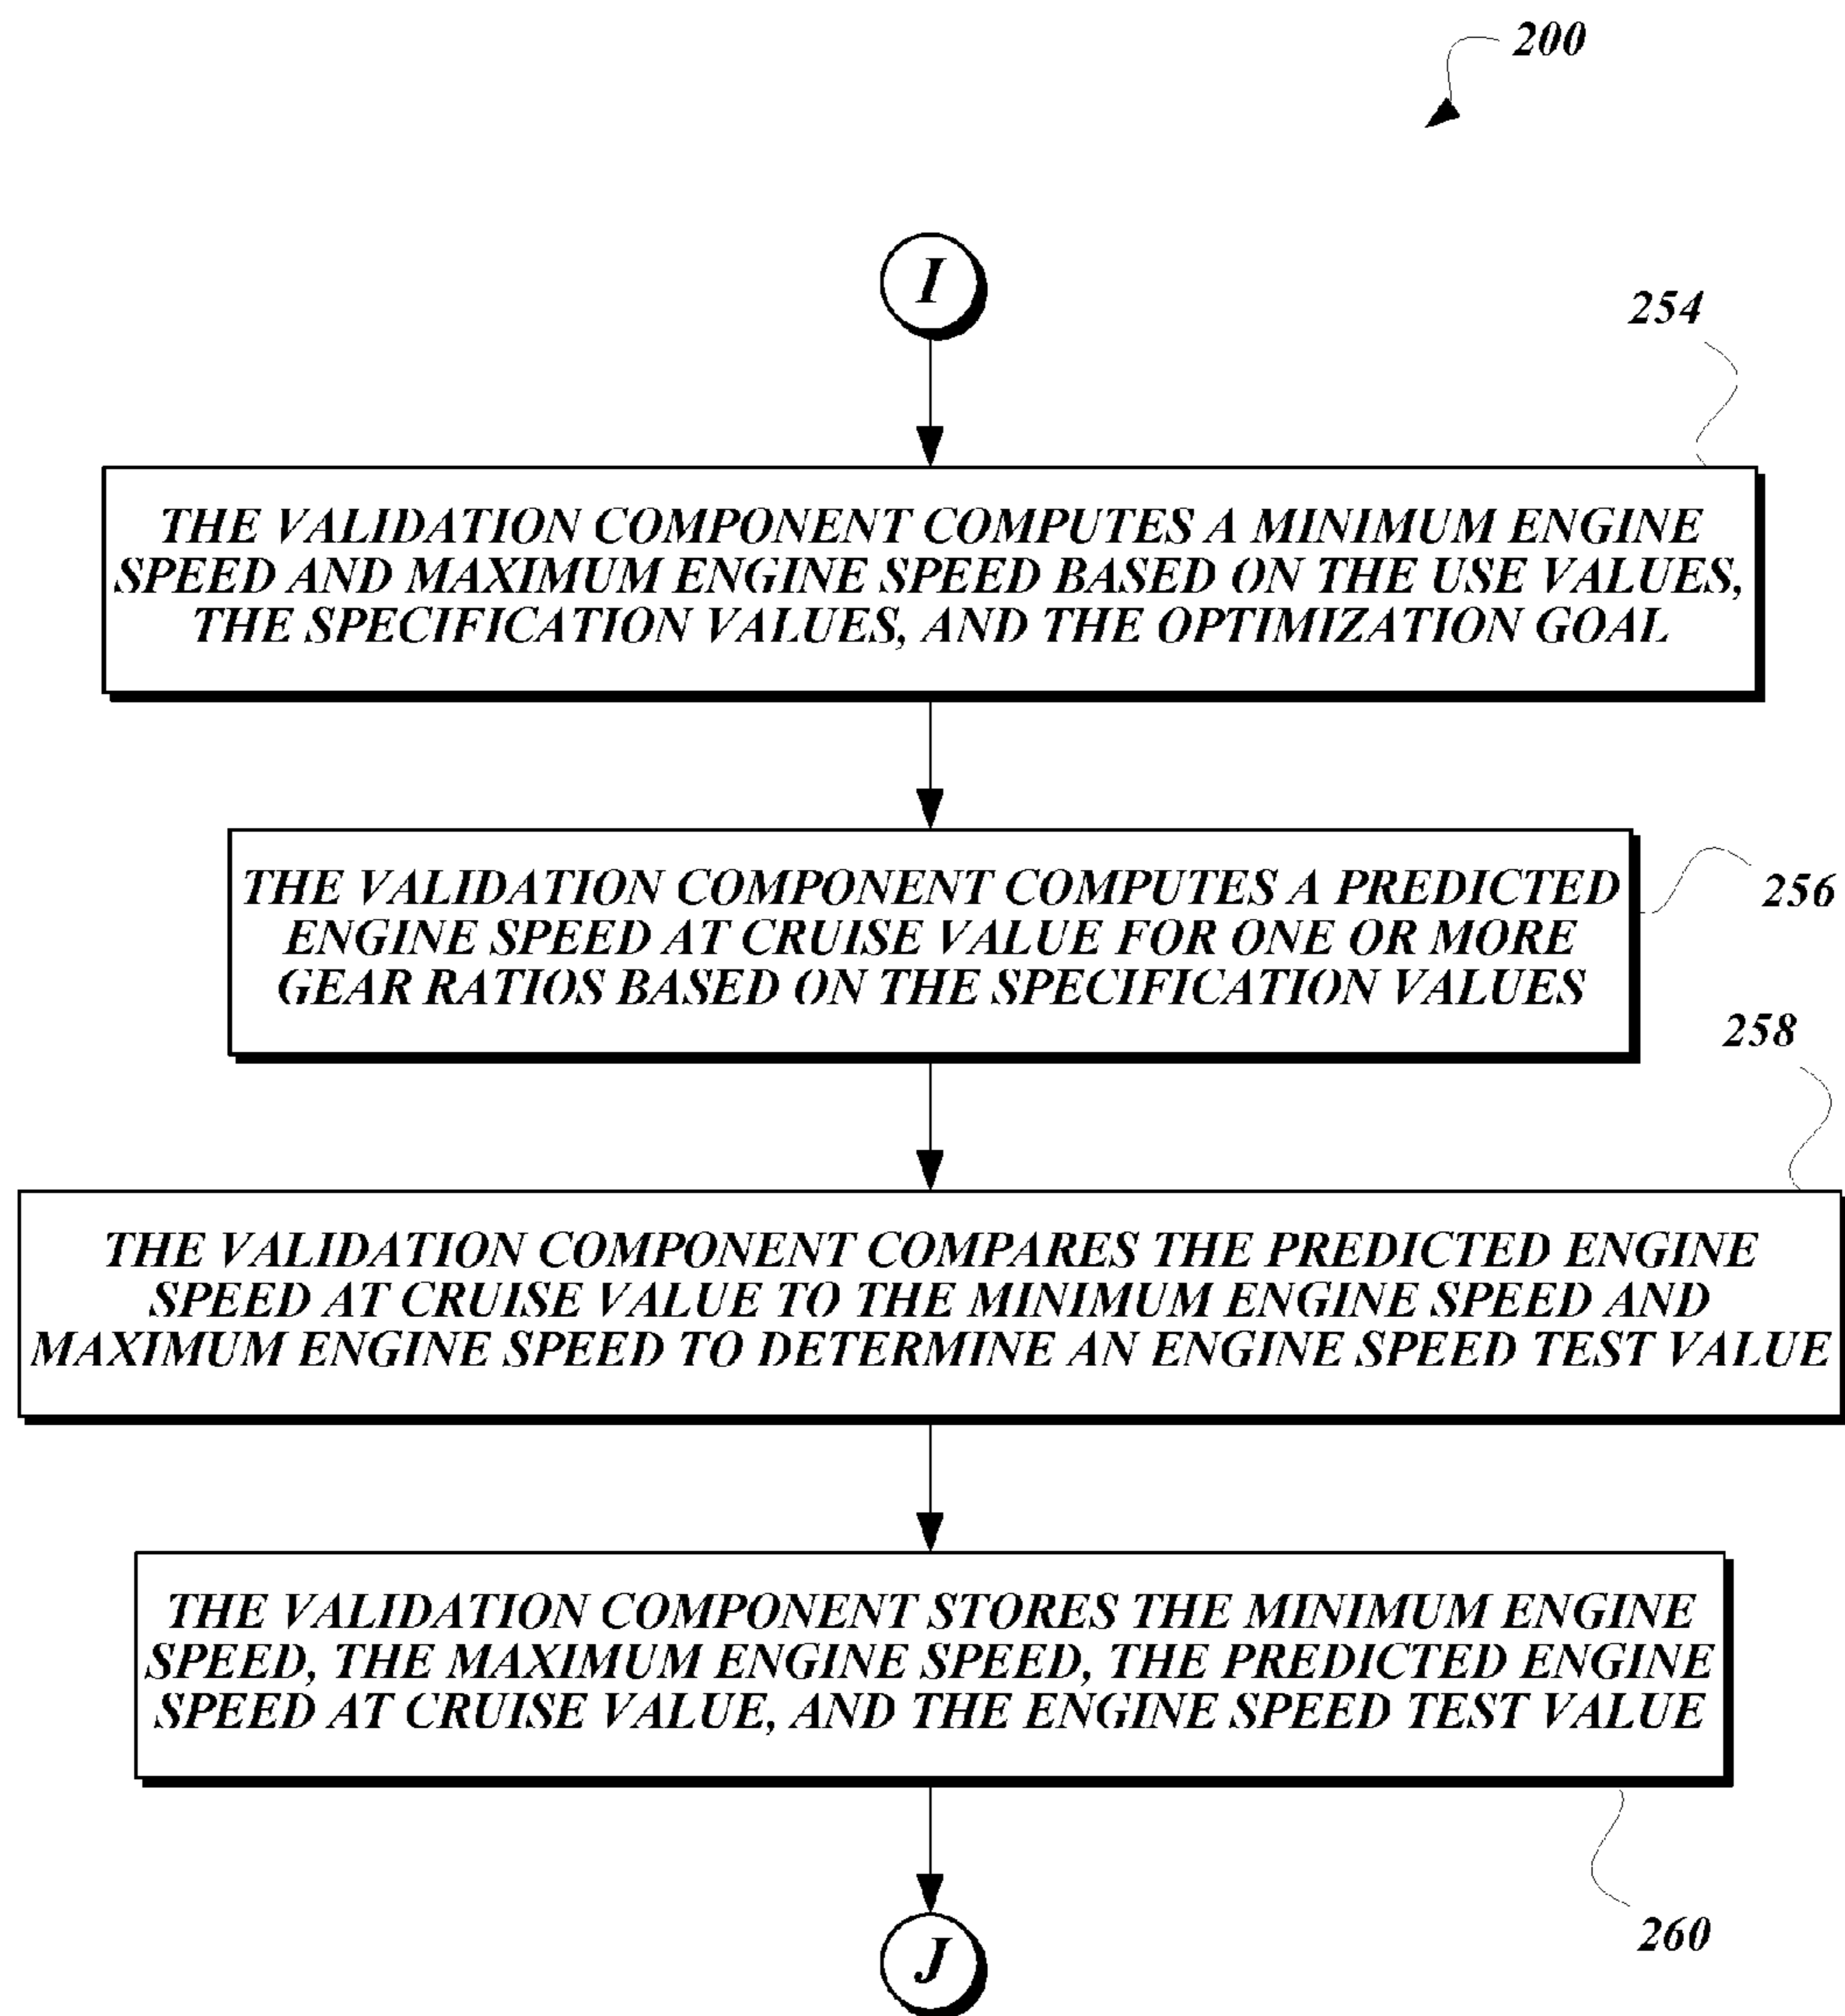 200
I
254
THE VALIDATION COMPONENT COMPUTES A MINIMUM ENGINE
SPEED AND MAXIMUM ENGINE SPEED BASED ON THE USE VALUES,
THE SPECIFICATION VALUES, AND THE OPTIMIZATION GOAL
THE VALIDATION COMPONENT COMPUTES A PREDICTED
ENGINE SPEED AT CRUISE VALUE FOR ONE OR MORE
GEAR RATIOS BASED ON THE SPECIFICATION VALUES
256
258
THE VALIDATION COMPONENT COMPARES THE PREDICTED ENGINE
SPEED AT CRUISE VALUE TO THE MINIMUM ENGINE SPEED AND
MAXIMUM ENGINE SPEED TO DETERMINE AN ENGINE SPEED TEST VALUE
THE VALIDATION COMPONENT STORES THE MINIMUM ENGINE
SPEED, THE MAXIMUM ENGINE SPEED, THE PREDICTED ENGINE
SPEED AT CRUISE VALUE, AND THE ENGINE SPEED TEST VALUE
260
J